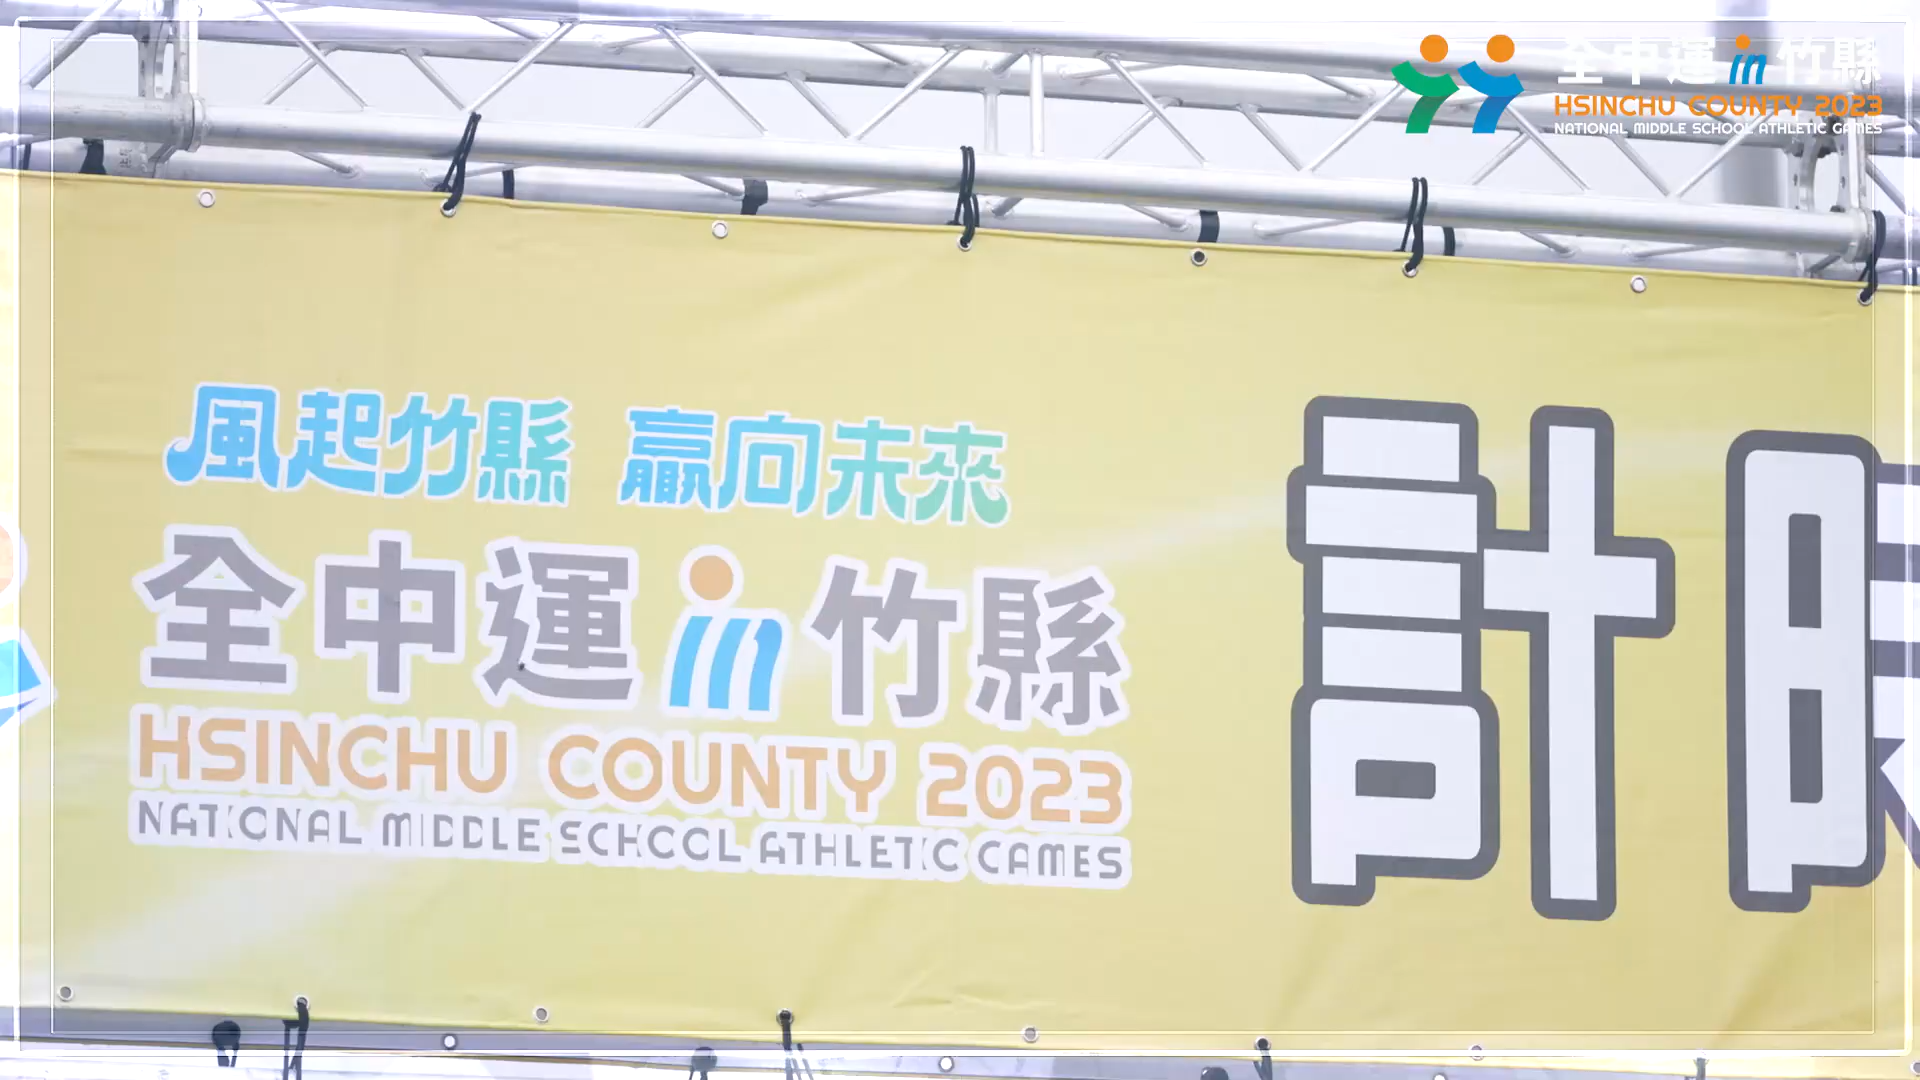 全中運in竹縣
HSINCHU COUNTY 2023
NATIONAL MIDDLE SCHOOL ATHLETIC GAMES
風起竹縣 贏向未來
全中運in竹縣
HSINCHU COUNTY 2023
NATIONAL MIDDLE SCHOOL ATHLETIC GAMES
計